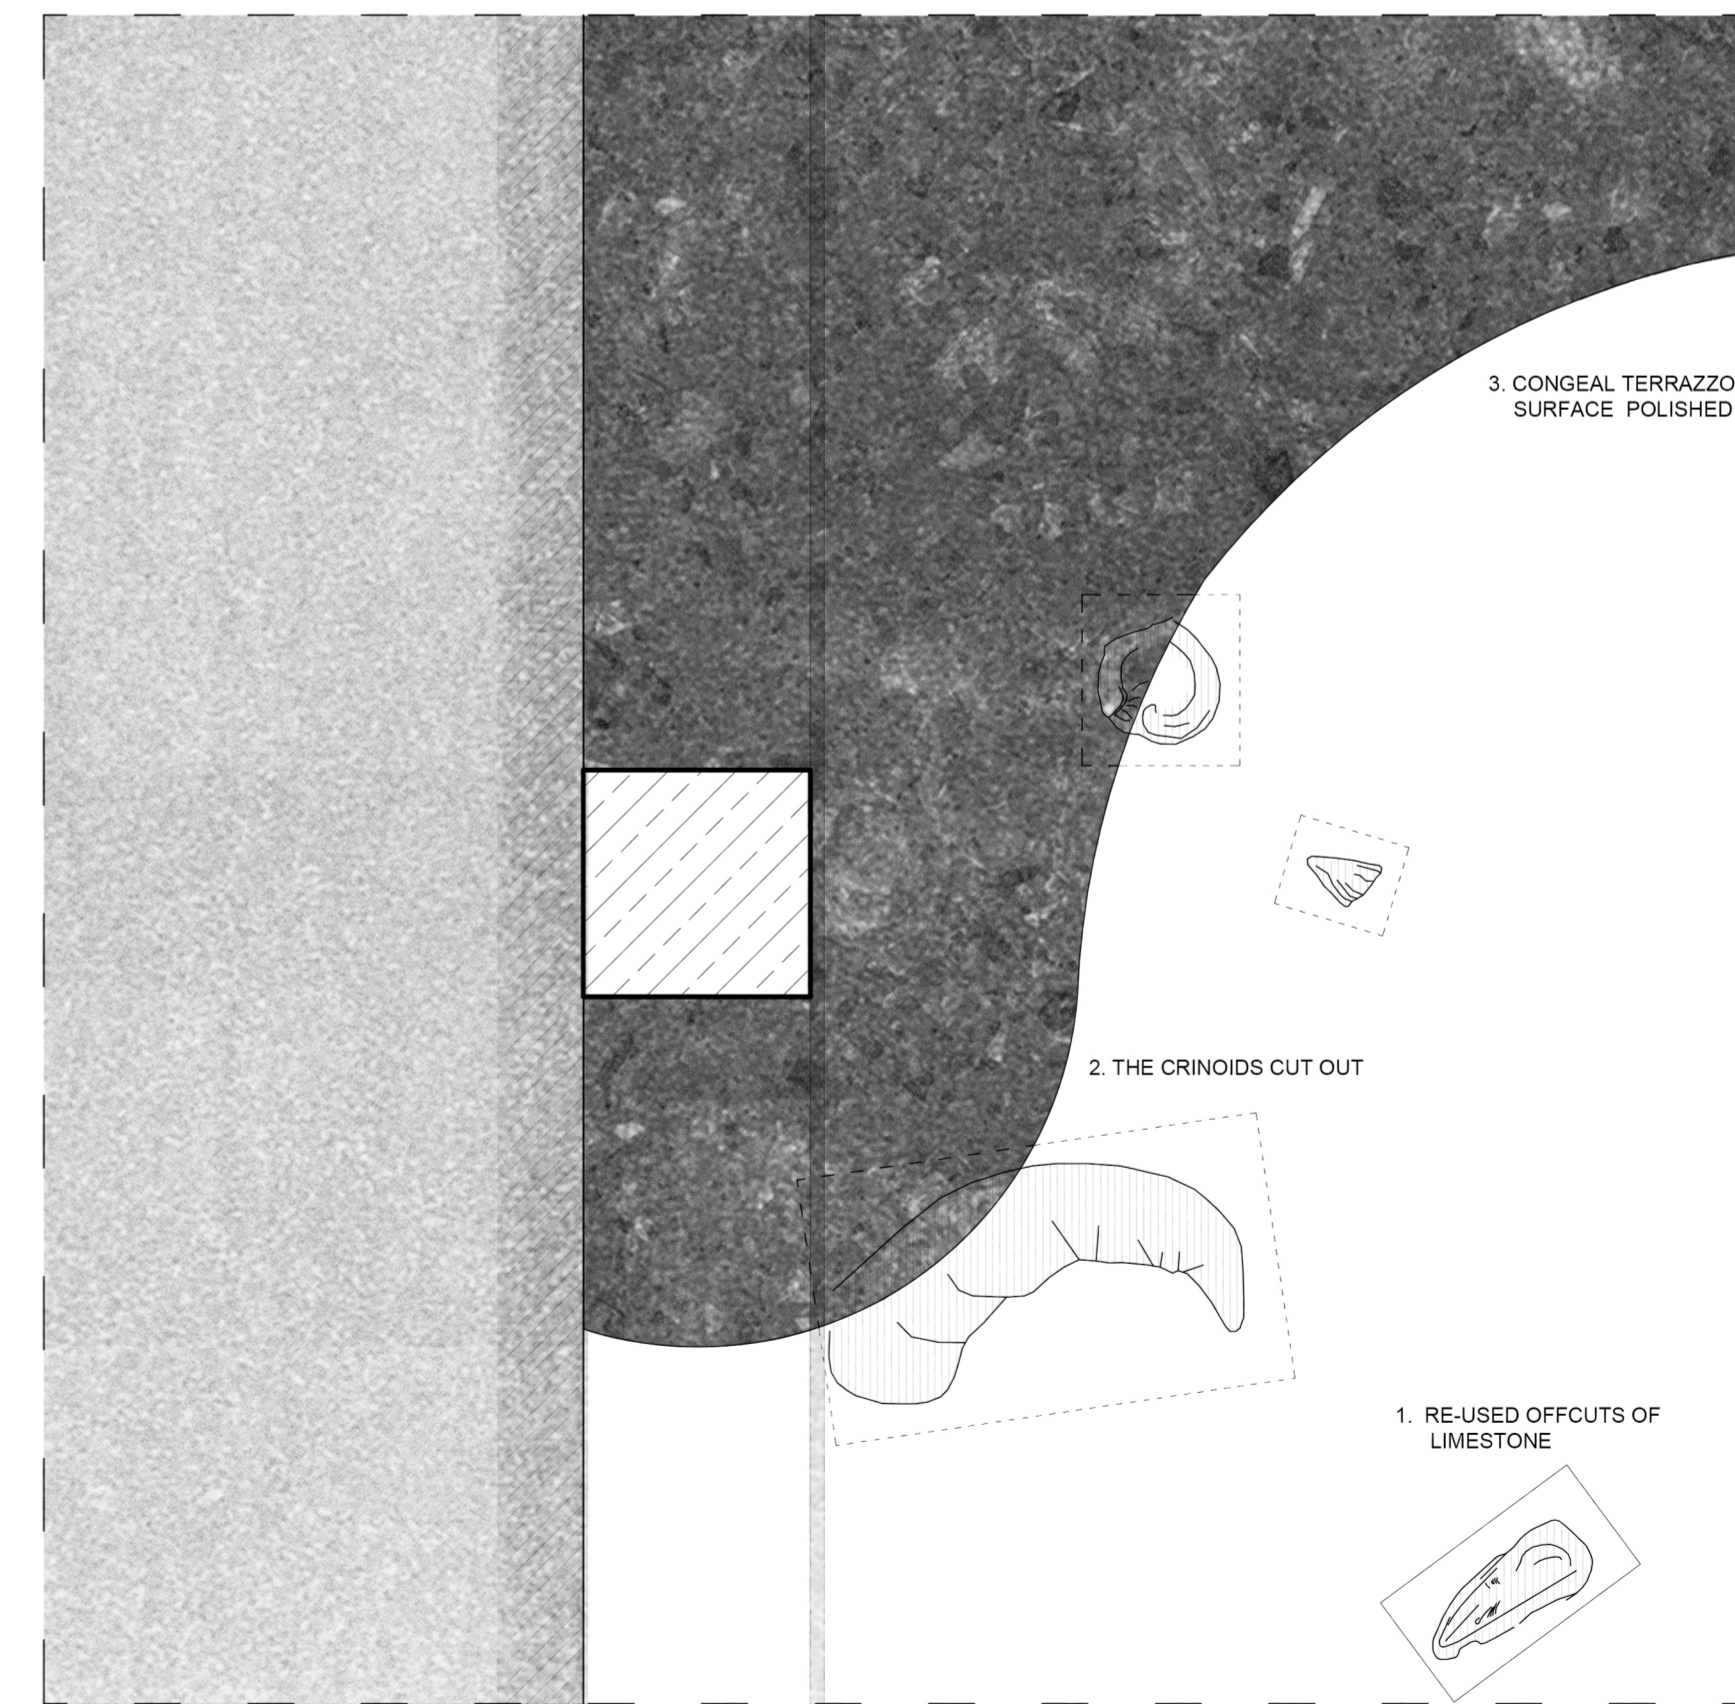 3. CONGEAL TERRAZZO
SURFACE POLISHED
2. THE CRINOIDS CUT OUT
1. RE-USED OFFCUTS OF
LIMESTONE